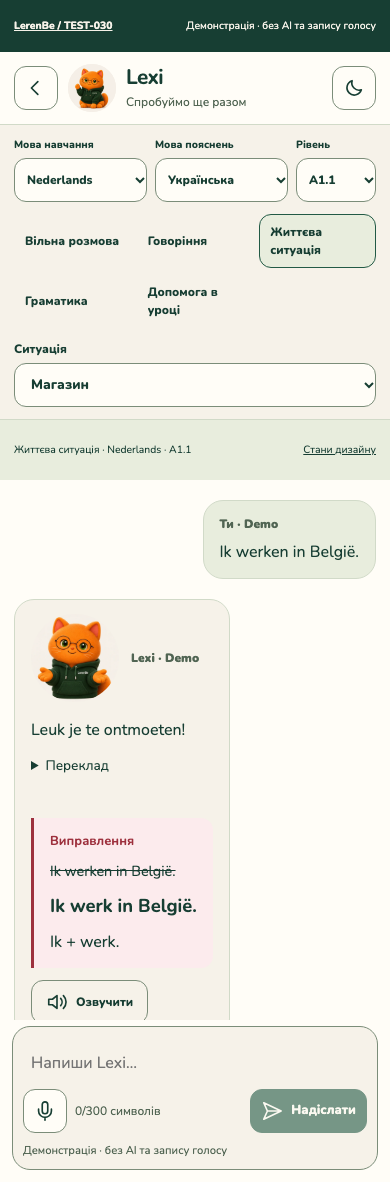 LerenBe / TEST-030
Демонстрація · без AI та запису голосу
Lexi
Спробуймо ще разом
Мова навчання
Мова пояснень
Рівень
Nederlands
Українська
A1.1
Вільна розмова
Говоріння
Життєва
ситуація
Граматика
Допомога в
уроці
Ситуація
Магазин
Життєва ситуація · Nederlands · A1.1
Стани дизайну
Ти · Demo
Ik werken in België.
Lexi · Demo
Leuk je te ontmoeten!
Переклад
Виправлення
Ik werken in België.
Ik werk in België.
Ik + werk.
Озвучити
Напиши Lexi...
0/300 символів
Надіслати
Демонстрація · без AI та запису голосу